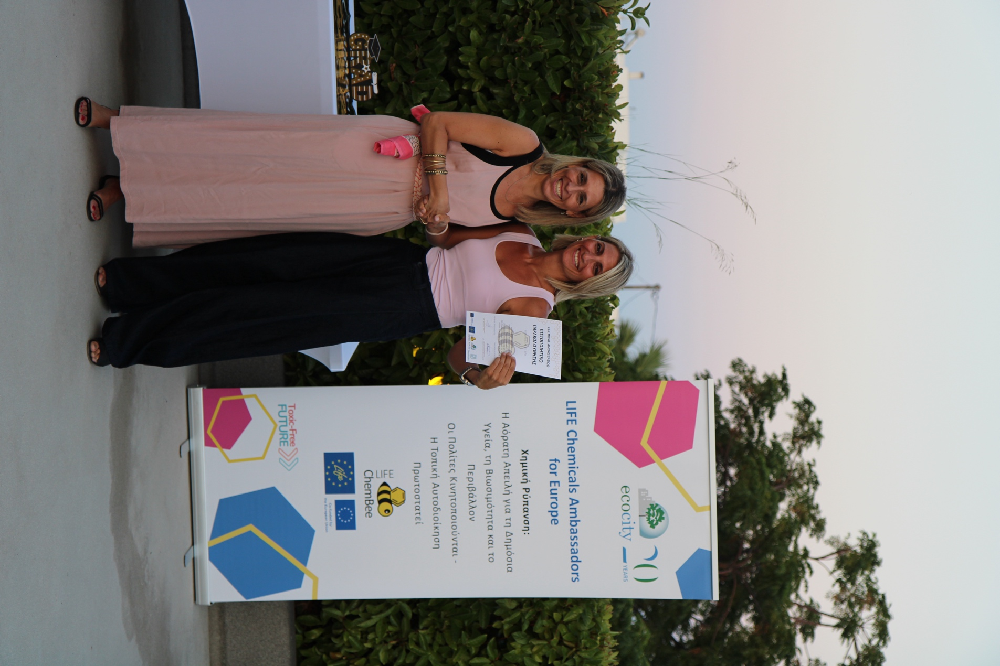 GRAD
CHEMICAL AMBASSADOR
ΠΙΣΤΟΠΟΙΗΤΙΚΟ
ΠΑΡΑΚΟΛΟΥΘΗΣΗΣ
ecocity
20
YEARS
LIFE Chemicals Ambassadors
for Europe
Χημική Ρύπανση:
Η Αόρατη Απειλή για τη Δημόσια
Υγεία, τη Βιωσιμότητα και το
Περιβάλλον
Οι Πολίτες Κινητοποιούνται -
Η Τοπική Αυτοδιοίκηση
Πρωτοστατεί
LIFE
ChemBee
Life
Co-funded by
the European Union
Toxic-Free
FUTURE